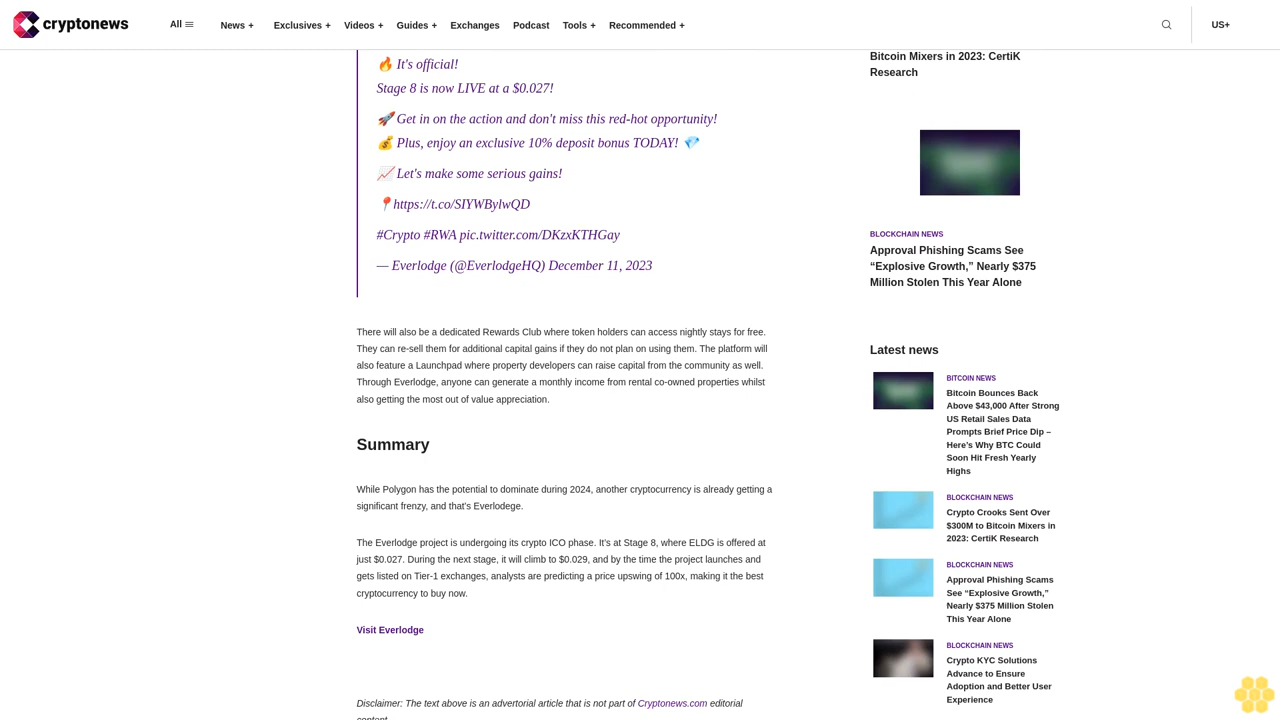 cryptonews
All
News +
Exclusives +
Videos +
Guides +
Exchanges
Podcast
Tools +
Recommended +
US+
🔥 It's official!
Stage 8 is now LIVE at a $0.027!
🚀 Get in on the action and don't miss this red-hot opportunity!
💰 Plus, enjoy an exclusive 10% deposit bonus TODAY! 💎
📈 Let's make some serious gains!
📍https://t.co/SIYWBylwQD
#Crypto #RWA pic.twitter.com/DKzxKTHGay
— Everlodge (@EverlodgeHQ) December 11, 2023
There will also be a dedicated Rewards Club where token holders can access nightly stays for free.
They can re-sell them for additional capital gains if they do not plan on using them. The platform will
also feature a Launchpad where property developers can raise capital from the community as well.
Through Everlodge, anyone can generate a monthly income from rental co-owned properties whilst
also getting the most out of value appreciation.
Summary
While Polygon has the potential to dominate during 2024, another cryptocurrency is already getting a
significant frenzy, and that's Everlodege.
The Everlodge project is undergoing its crypto ICO phase. It’s at Stage 8, where ELDG is offered at
just $0.027. During the next stage, it will climb to $0.029, and by the time the project launches and
gets listed on Tier-1 exchanges, analysts are predicting a price upswing of 100x, making it the best
cryptocurrency to buy now.
Visit Everlodge
Disclaimer: The text above is an advertorial article that is not part of Cryptonews.com editorial
content.
Bitcoin Mixers in 2023: CertiK
Research
BLOCKCHAIN NEWS
Approval Phishing Scams See
“Explosive Growth,” Nearly $375
Million Stolen This Year Alone
Latest news
BITCOIN NEWS
Bitcoin Bounces Back
Above $43,000 After Strong
US Retail Sales Data
Prompts Brief Price Dip –
Here’s Why BTC Could
Soon Hit Fresh Yearly
Highs
BLOCKCHAIN NEWS
Crypto Crooks Sent Over
$300M to Bitcoin Mixers in
2023: CertiK Research
BLOCKCHAIN NEWS
Approval Phishing Scams
See “Explosive Growth,”
Nearly $375 Million Stolen
This Year Alone
BLOCKCHAIN NEWS
Crypto KYC Solutions
Advance to Ensure
Adoption and Better User
Experience